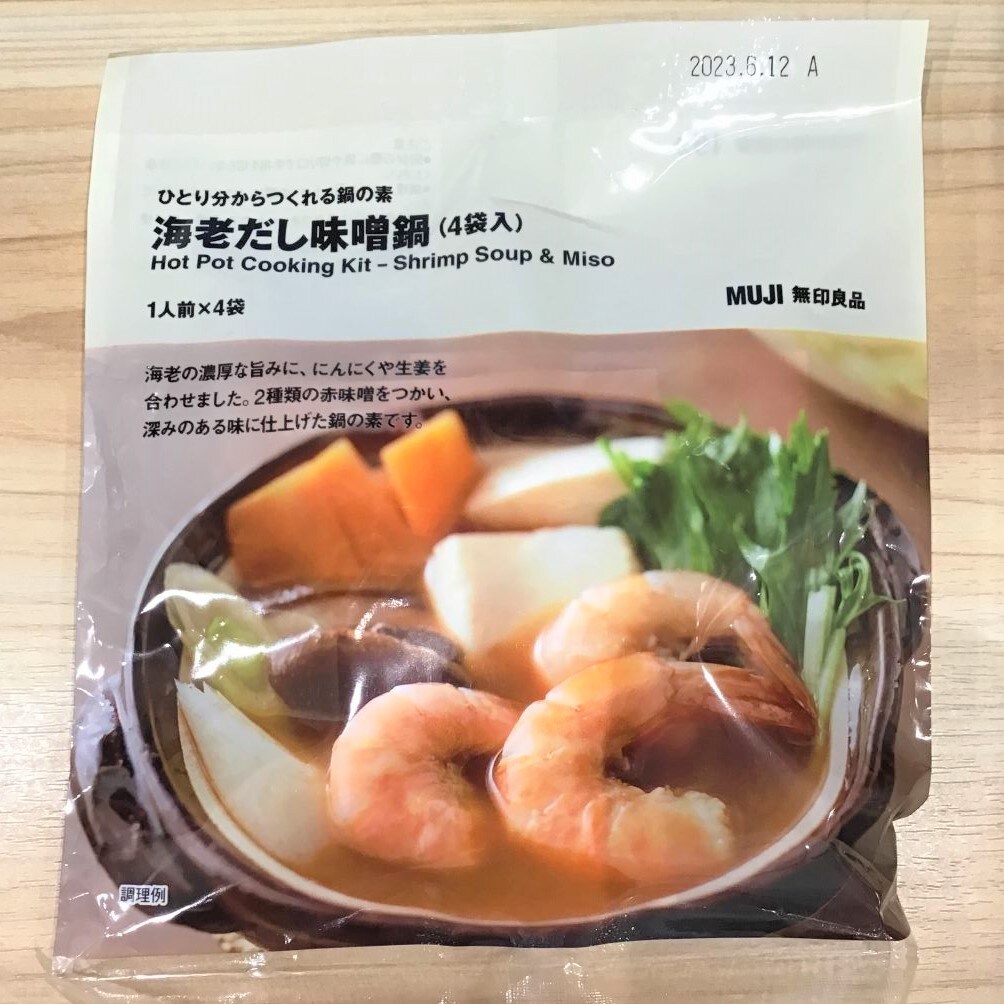 2023.6.12 A
ひとり分からつくれる鍋の素
海老だし味噌鍋(4袋入)
Hot Pot Cooking Kit – Shrimp Soup & Miso
1人前×4袋
MUJI 無印良品
海老の濃厚な旨みに、にんにくや生姜を
合わせました。2種類の赤味噌をつかい、
深みのある味に仕上げた鍋の素です。
調理例